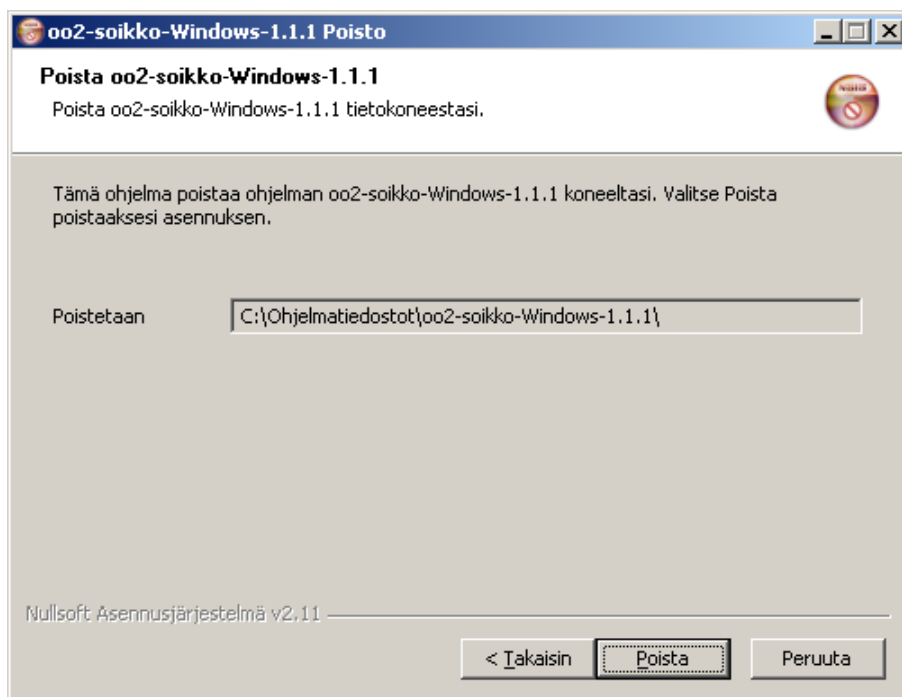 oo2-soikko-Windows-1.1.1 Poisto
Poista oo2-soikko-Windows-1.1.1
Poista oo2-soikko-Windows-1.1.1 tietokoneestasi.
Tämä ohjelma poistaa ohjelman oo2-soikko-Windows-1.1.1 koneeltasi. Valitse Poista
poistaaksesi asennuksen.
Poistetaan C:\Ohjelmatiedostot\oo2-soikko-Windows-1.1.1\
Nullsoft Asennusjärjestelmä v2.11
< Takaisin Poista Peruuta